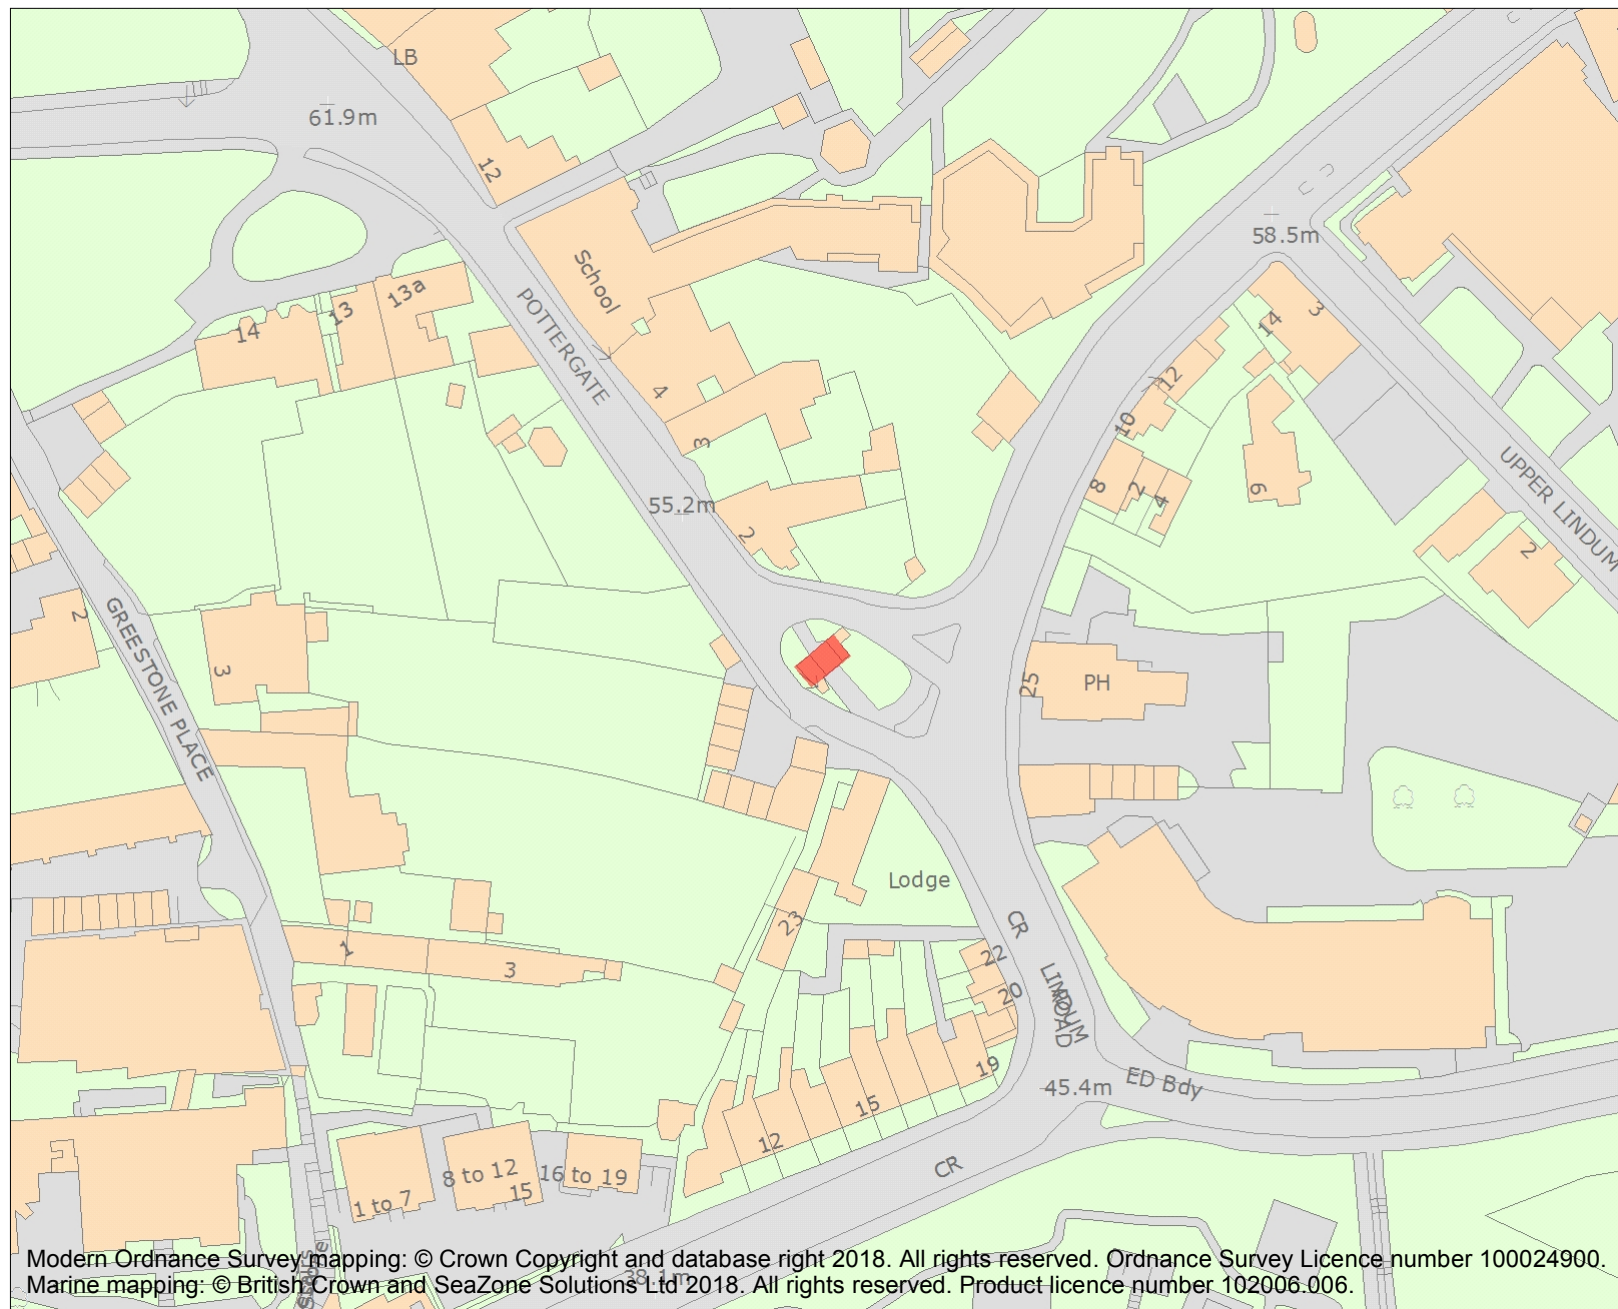 LB
61.9m
12
58.5m
School
13a
13
14
14
3
POTTERGATE
12
4
10
3
UPPER LINDUM
8
2
4
6
55.2m
2
2
2
GREESTONE PLACE
3
25
PH
Lodge
23
CR
1
3
22
20
LINDUM
ROAD
19
45.4m
ED Bdy
15
12
CR
8 to 12
16 to 19
15
1 to 7
Modern Ordnance Survey mapping: © Crown Copyright and database right 2018. All rights reserved. Ordnance Survey Licence number 100024900.
38.1m
Marine mapping: © British Crown and SeaZone Solutions Ltd 2018. All rights reserved. Product licence number 102006.006.